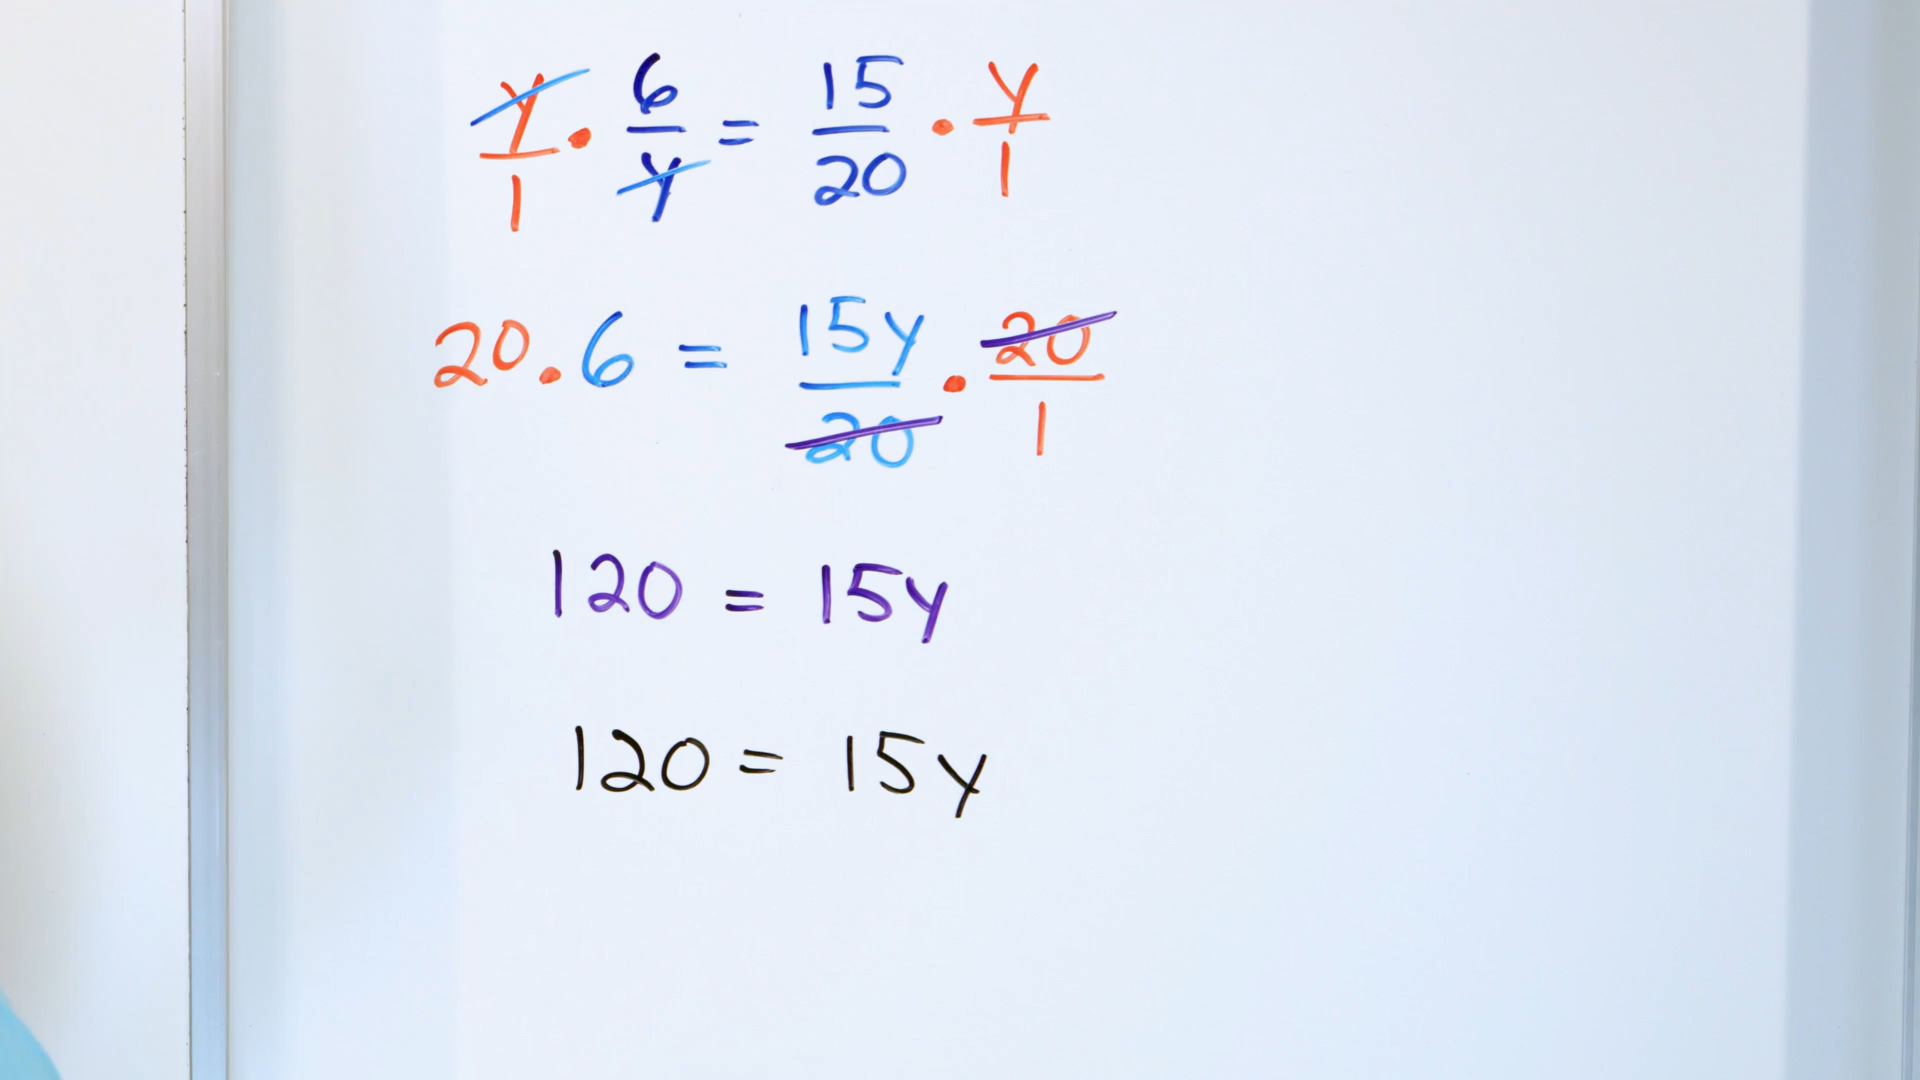 y/1 · 6/y = 15/20 · y/1
20 · 6 = 15y/20 · 20/1
120 = 15y
120 = 15y